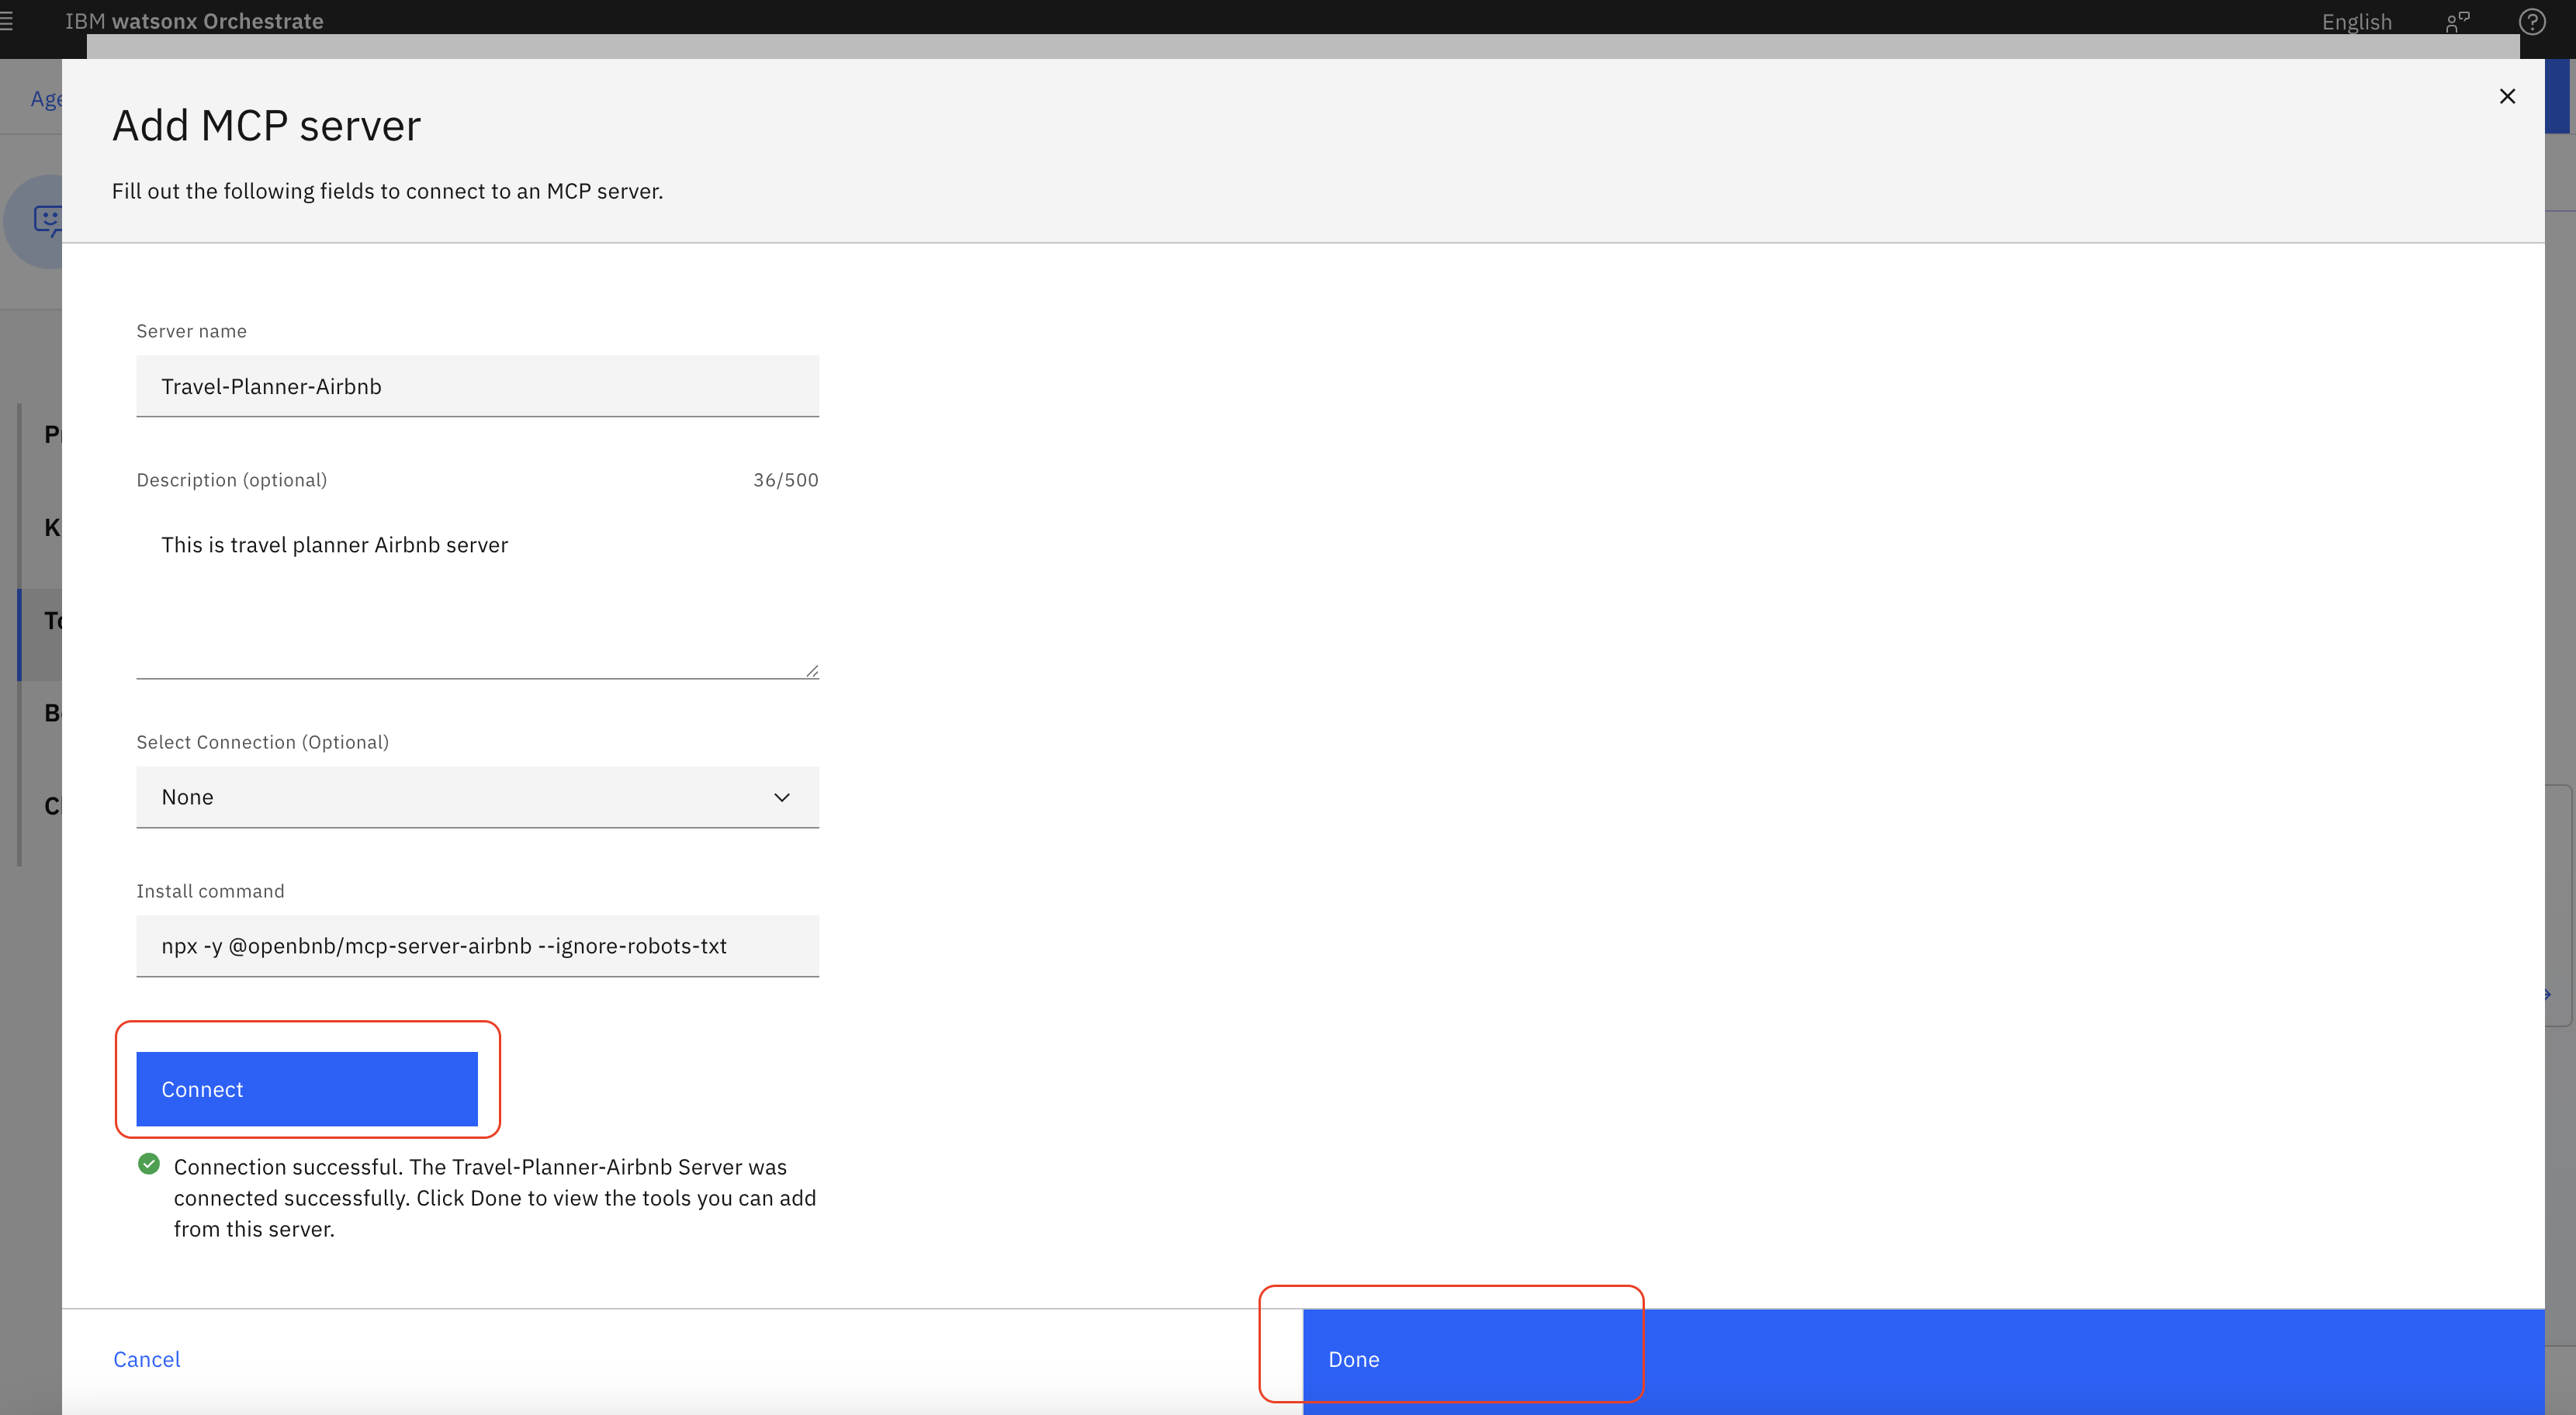 IBM watsonx Orchestrate
English
Add MCP server
Fill out the following fields to connect to an MCP server.
Server name
Travel-Planner-Airbnb
Description (optional)
36/500
This is travel planner Airbnb server
Select Connection (Optional)
None
Install command
npx -y @openbnb/mcp-server-airbnb --ignore-robots-txt
Connect
Connection successful. The Travel-Planner-Airbnb Server was
connected successfully. Click Done to view the tools you can add
from this server.
Cancel
Done